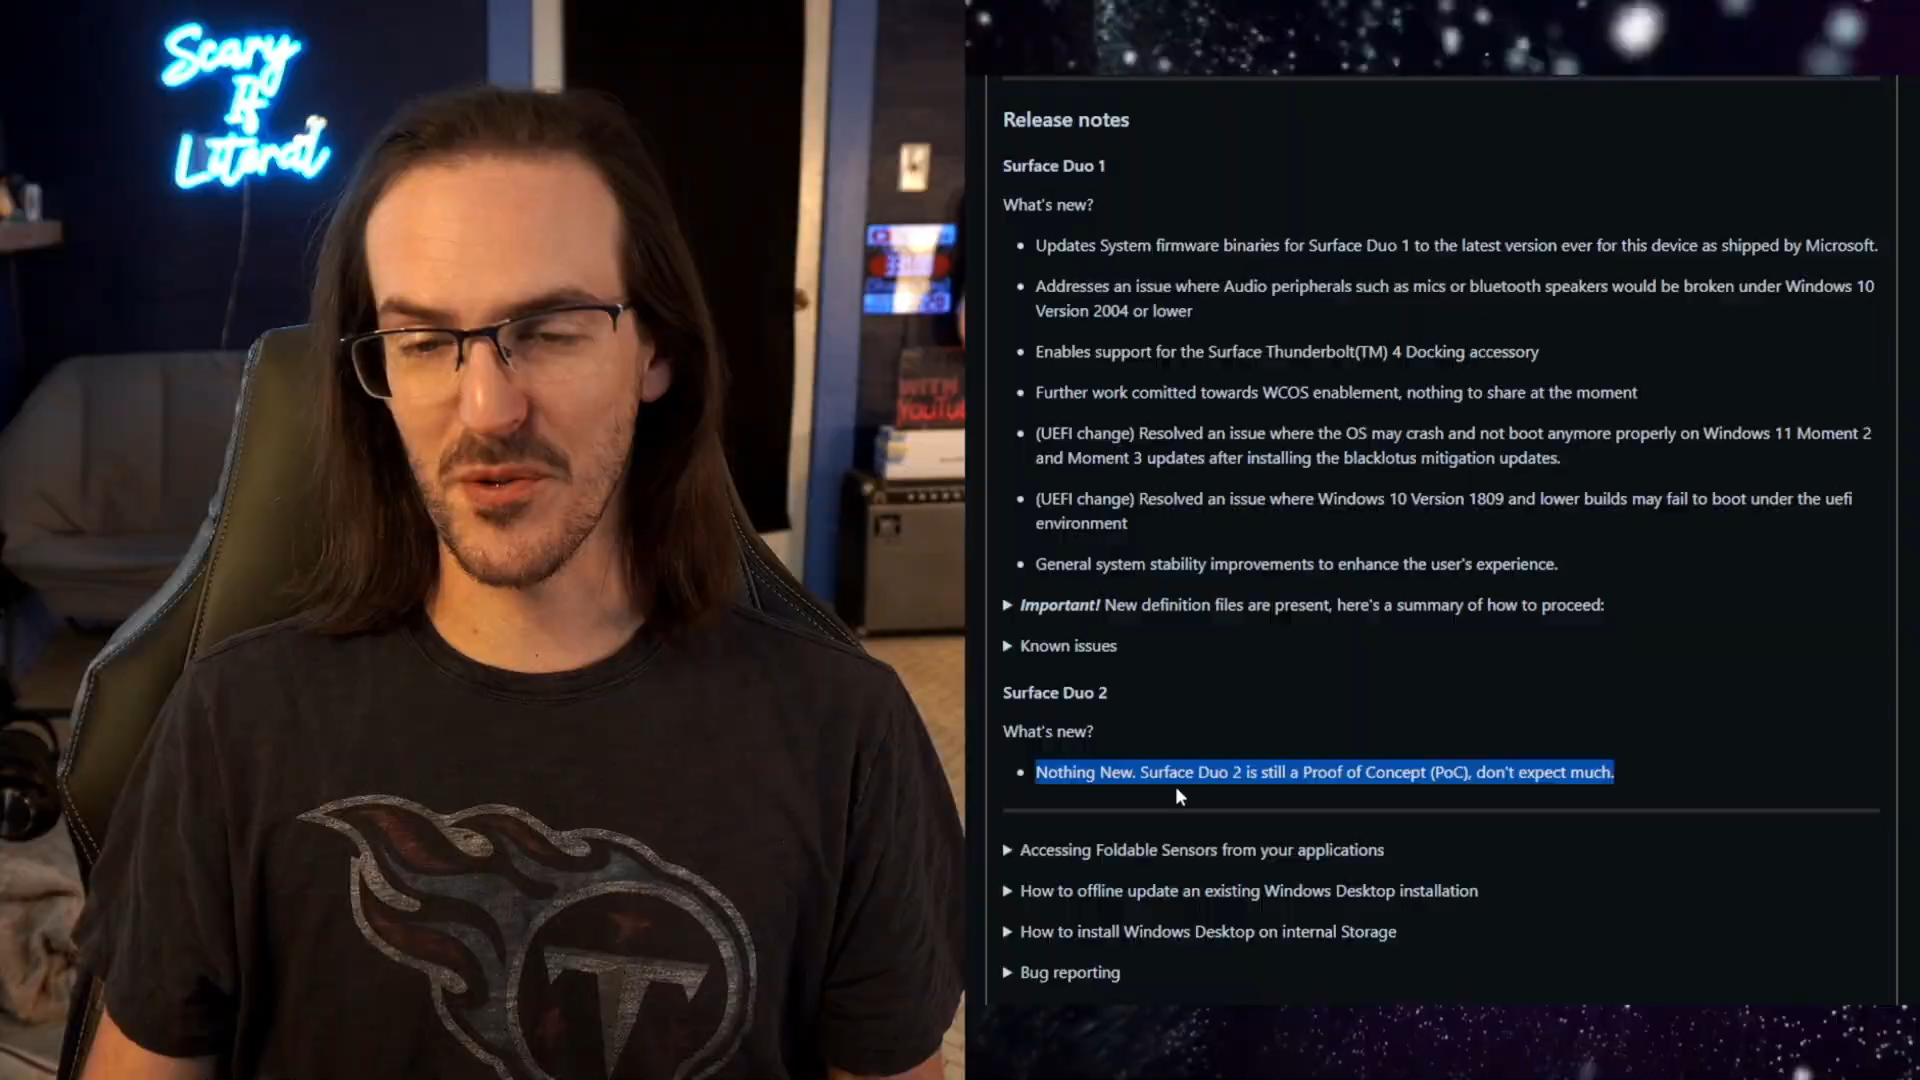 Scary
If
Literal
WITH
YOUTU
T
Release notes
Surface Duo 1
What's new?
Updates System firmware binaries for Surface Duo 1 to the latest version ever for this device as shipped by Microsoft.
Addresses an issue where Audio peripherals such as mics or bluetooth speakers would be broken under Windows 10
Version 2004 or lower
Enables support for the Surface Thunderbolt(TM) 4 Docking accessory
Further work comitted towards WCOS enablement, nothing to share at the moment
(UEFI change) Resolved an issue where the OS may crash and not boot anymore properly on Windows 11 Moment 2
and Moment 3 updates after installing the blacklotus mitigation updates.
(UEFI change) Resolved an issue where Windows 10 Version 1809 and lower builds may fail to boot under the uefi
environment
General system stability improvements to enhance the user's experience.
Important! New definition files are present, here's a summary of how to proceed:
Known issues
Surface Duo 2
What's new?
Nothing New. Surface Duo 2 is still a Proof of Concept (PoC), don't expect much.
Accessing Foldable Sensors from your applications
How to offline update an existing Windows Desktop installation
How to install Windows Desktop on internal Storage
Bug reporting